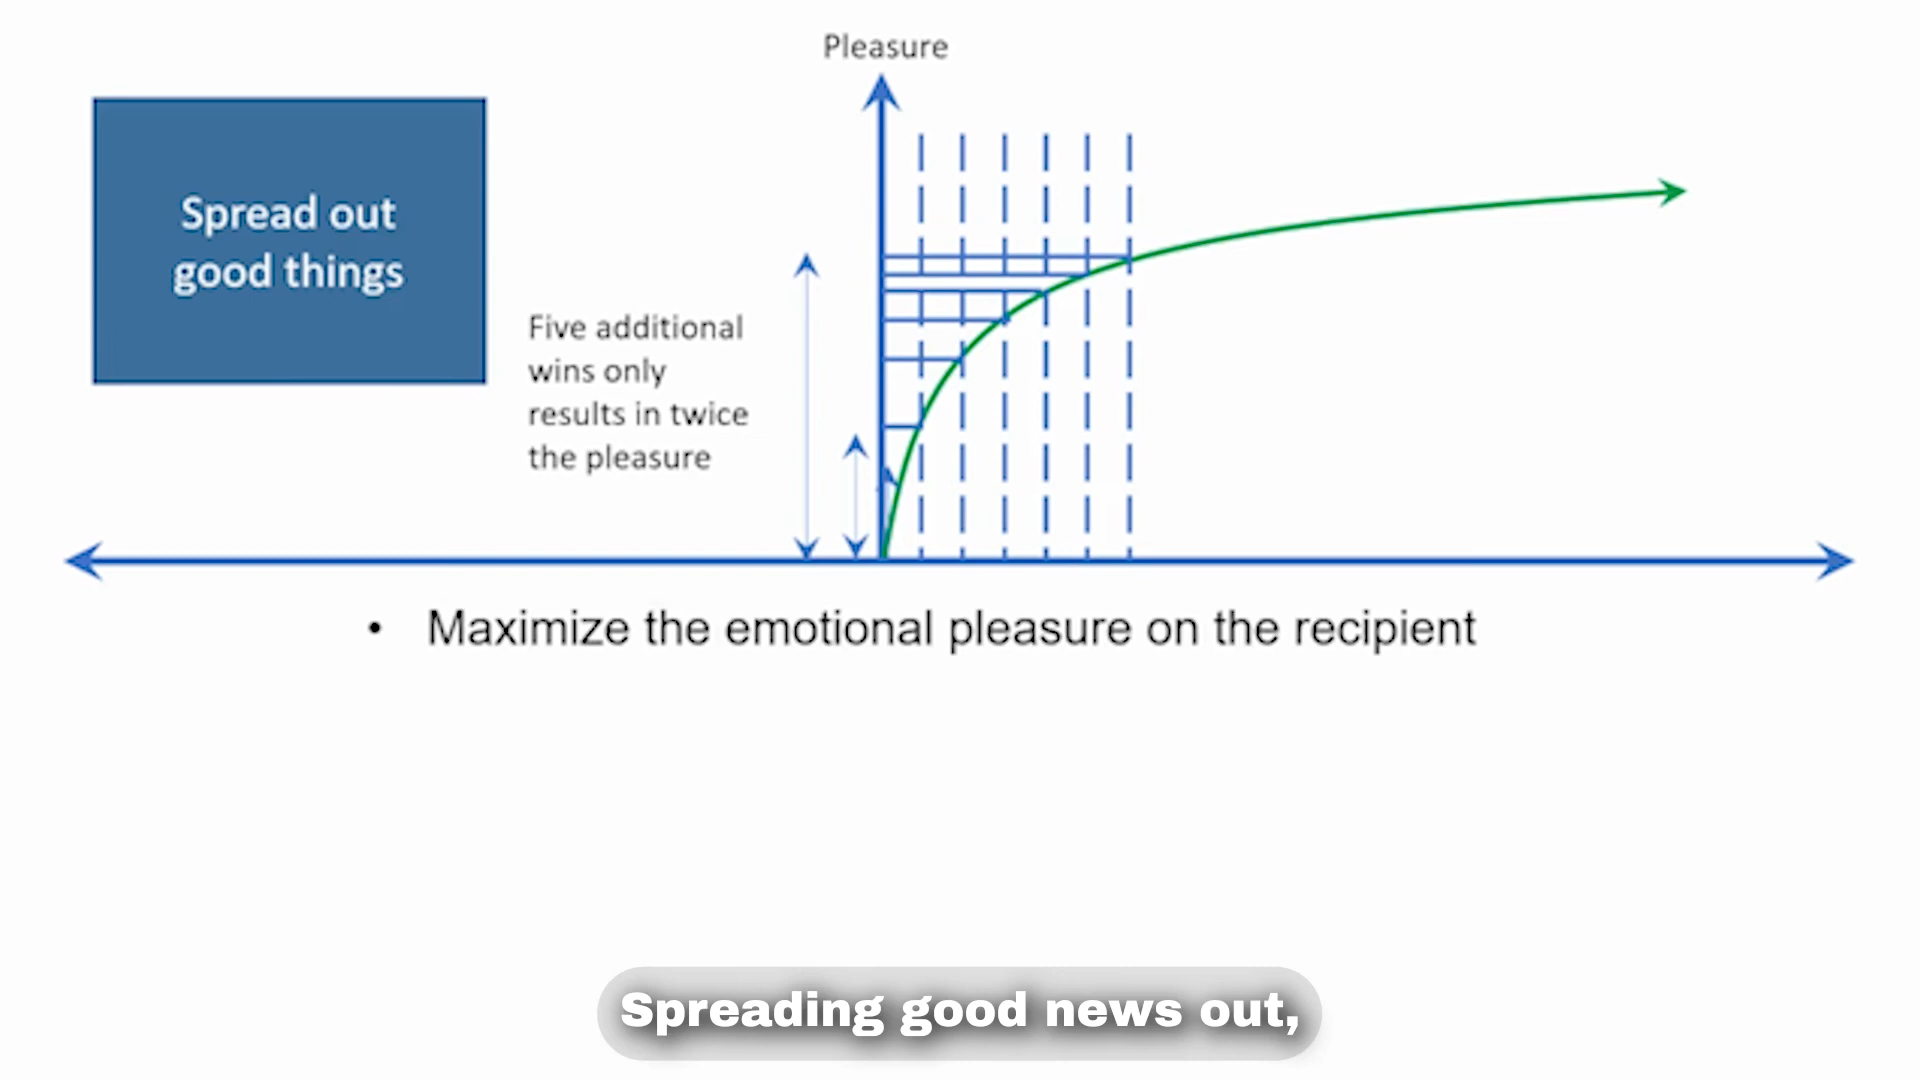 Pleasure
Spread out
good things
Five additional
wins only
results in twice
the pleasure
• Maximize the emotional pleasure on the recipient
Spreading good news out,